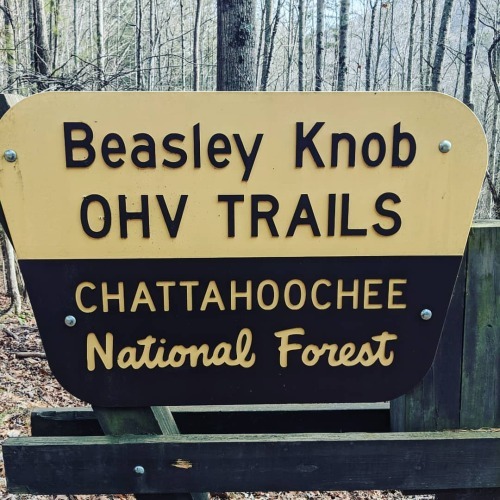 Beasley Knob
OHV TRAILS
CHATTAHOOCHEE
National Forest